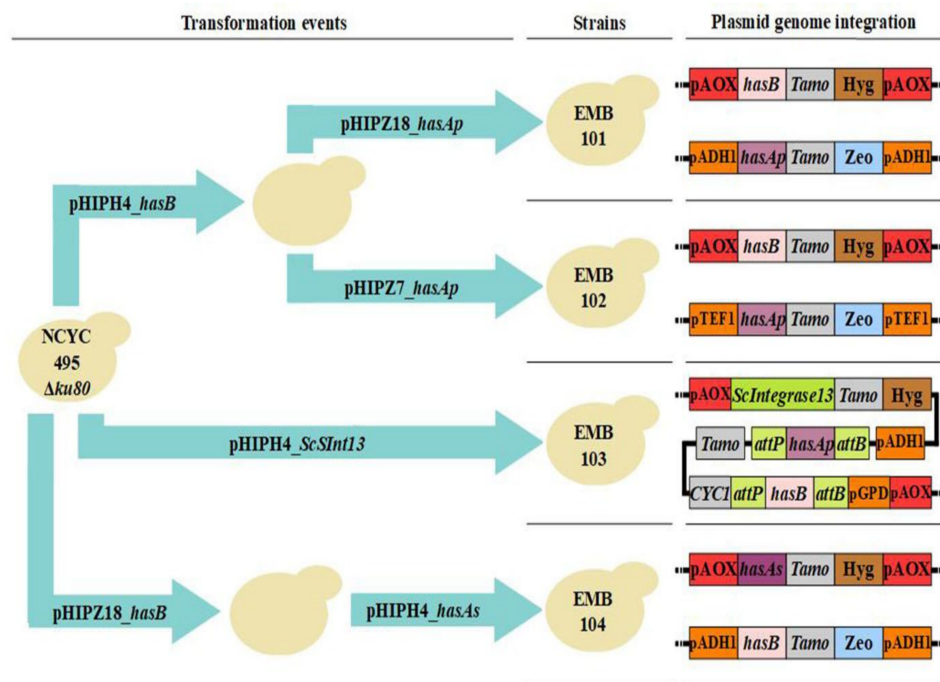 Transformation events
Strains
Plasmid genome integration
pHIPZ18_hasAp
EMB
101
pAOX hasB Tamo Hyg pAOX
pADH1 hasAp Tamo Zeo pADH1
pHIPH4_hasB
pHIPZ7_hasAp
EMB
102
pAOX hasB Tamo Hyg pAOX
pTEF1 hasAp Tamo Zeo pTEF1
NCYC
495
Δku80
pHIPH4_ScSInt13
EMB
103
pAOX ScIntegrase13 Tamo Hyg
Tamo attP hasAp attB pADH1
CYC1 attP hasB attB pGPD pAOX
pHIPZ18_hasB
pHIPH4_hasAs
EMB
104
pAOX hasAs Tamo Hyg pAOX
pADH1 hasB Tamo Zeo pADH1